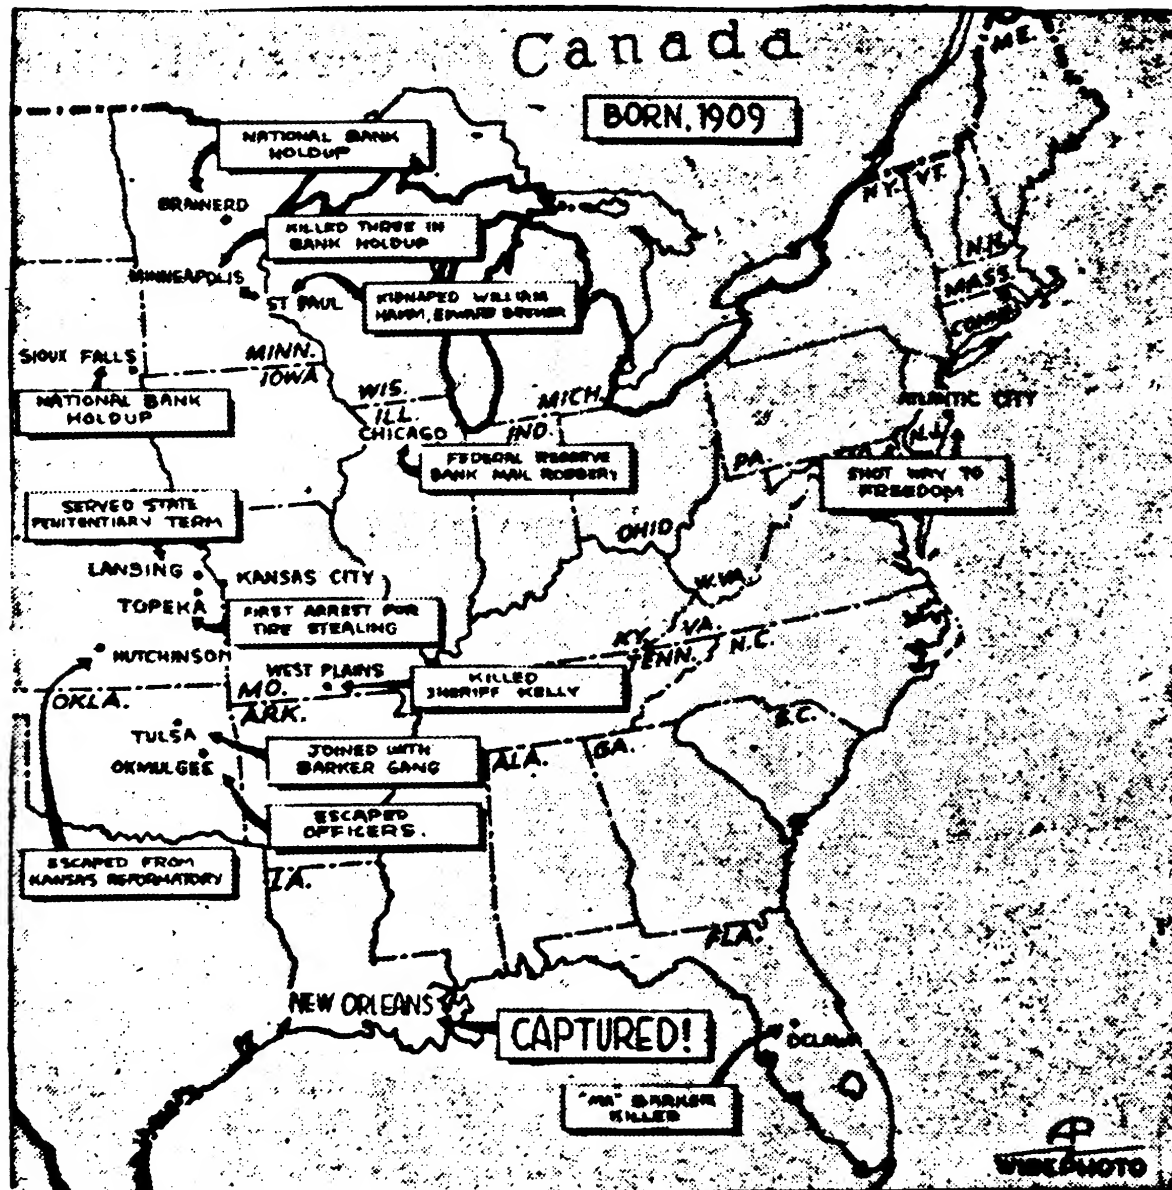 Canada
ME.
BORN, 1909
NATIONAL BANK
HOLDUP
N.Y.
VT.
BRAINERD
KILLED THREE IN
BANK HOLDUP
N.H.
MINNEAPOLIS
MASS.
ST PAUL
KIDNAPED WILLIAM
HAMM, EDWARD BREMER
CONN.
SIOUX FALLS
MINN.
IOWA
NATIONAL BANK
HOLDUP
WIS.
ILL.
MICH.
IND.
CHICAGO
ATLANTIC CITY
N.J.
FEDERAL RESERVE
BANK MAIL ROBBERY
PA.
SHOT WAY TO
FREEDOM
SERVED STATE
PENITENTIARY TERM
OHIO
LANSING
KANSAS CITY
W.VA.
TOPEKA
FIRST ARREST FOR
TIRE STEALING
KY.
VA.
TENN.
N.C.
HUTCHINSON
WEST PLAINS
KILLED
SHERIFF KELLY
OKLA.
MO.
ARK.
S.C.
TULSA
JOINED WITH
BARKER GANG
ALA.
GA.
OKMULGEE
ESCAPED
OFFICERS.
ESCAPED FROM
KANSAS REFORMATORY
LA.
FLA.
NEW ORLEANS
CAPTURED!
OCLAWA
"MA" BARKER
KILLED
AP
WIREPHOTO